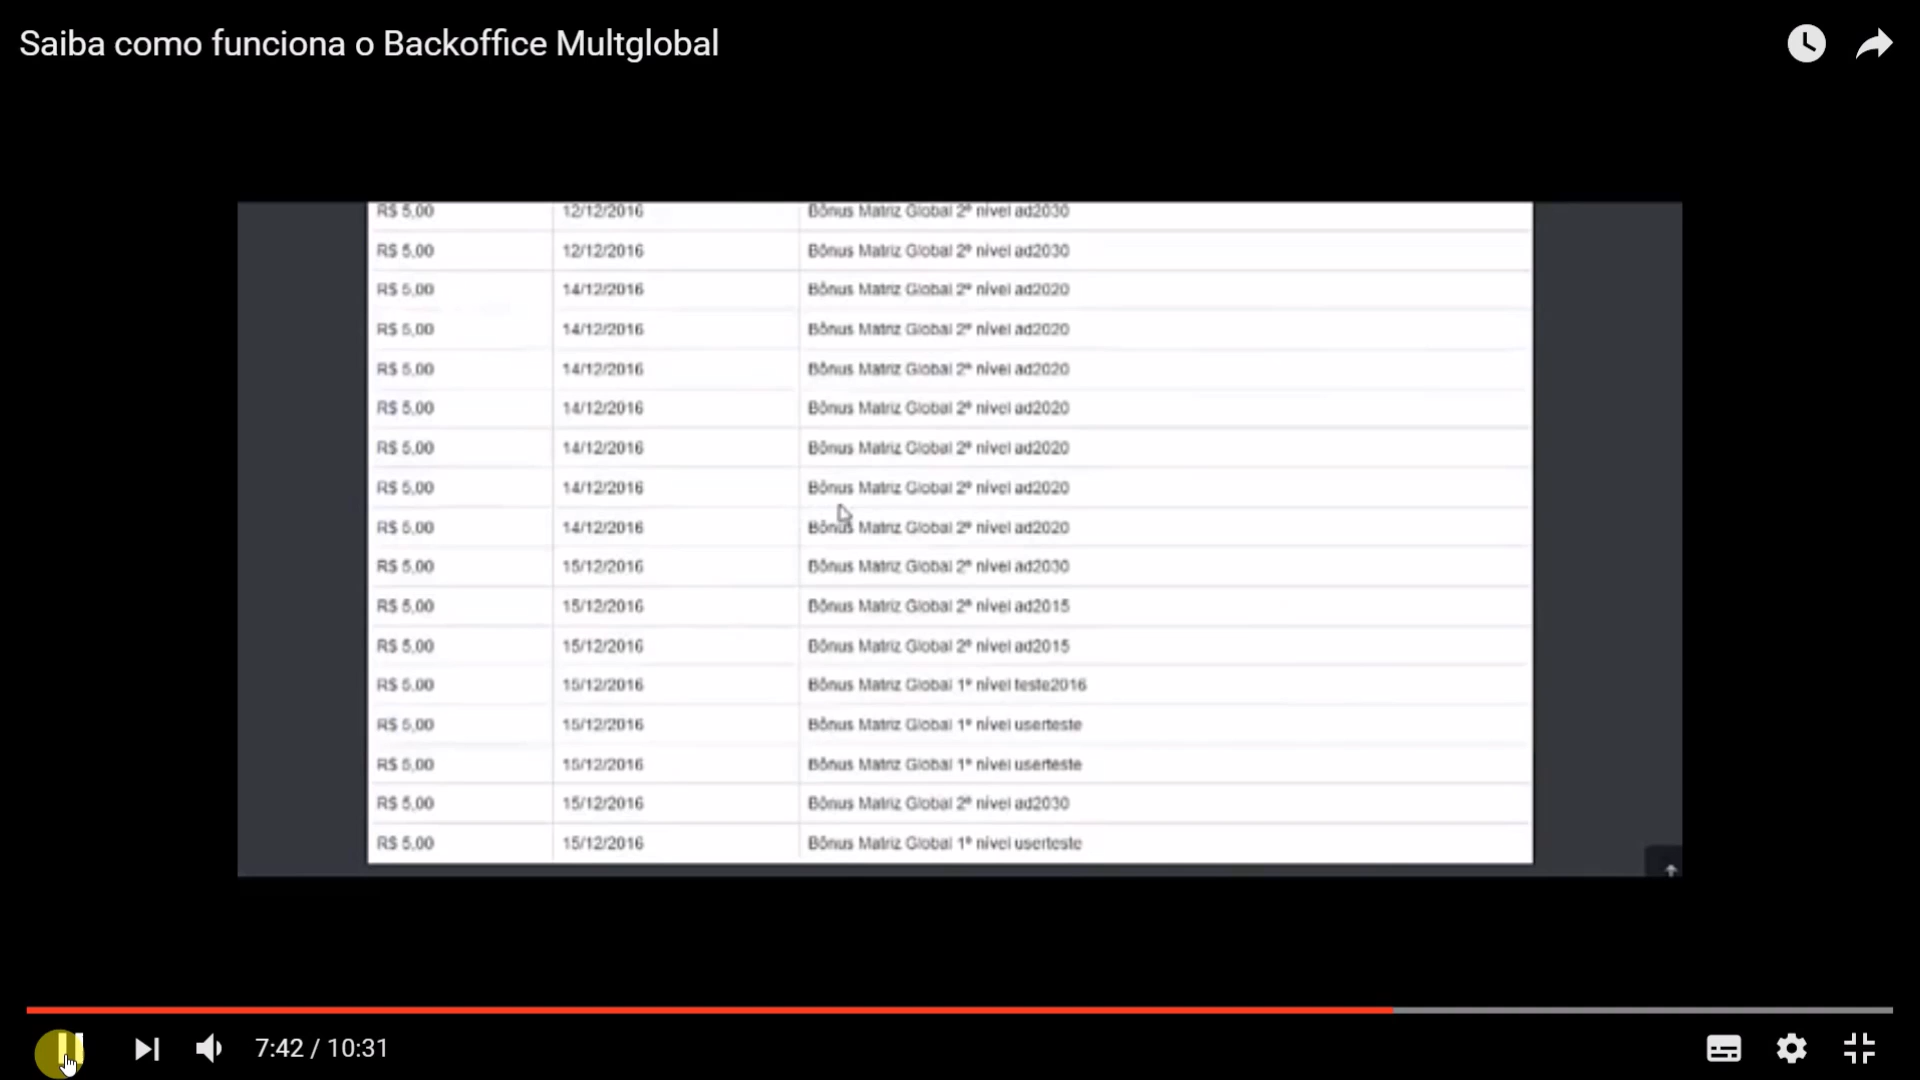 Saiba como funciona o Backoffice Multglobal
R$ 5,00 12/12/2016 Bônus Matriz Global 2º nível ad2030
R$ 5,00 12/12/2016 Bônus Matriz Global 2º nível ad2030
R$ 5,00 14/12/2016 Bônus Matriz Global 2º nível ad2020
R$ 5,00 14/12/2016 Bônus Matriz Global 2º nível ad2020
R$ 5,00 14/12/2016 Bônus Matriz Global 2º nível ad2020
R$ 5,00 14/12/2016 Bônus Matriz Global 2º nível ad2020
R$ 5,00 14/12/2016 Bônus Matriz Global 2º nível ad2020
R$ 5,00 14/12/2016 Bônus Matriz Global 2º nível ad2020
R$ 5,00 14/12/2016 Bônus Matriz Global 2º nível ad2020
R$ 5,00 15/12/2016 Bônus Matriz Global 2º nível ad2030
R$ 5,00 15/12/2016 Bônus Matriz Global 2º nível ad2015
R$ 5,00 15/12/2016 Bônus Matriz Global 2º nível ad2015
R$ 5,00 15/12/2016 Bônus Matriz Global 1º nível teste2016
R$ 5,00 15/12/2016 Bônus Matriz Global 1º nível userteste
R$ 5,00 15/12/2016 Bônus Matriz Global 1º nível userteste
R$ 5,00 15/12/2016 Bônus Matriz Global 2º nível ad2030
R$ 5,00 15/12/2016 Bônus Matriz Global 1º nível userteste
7:42 / 10:31